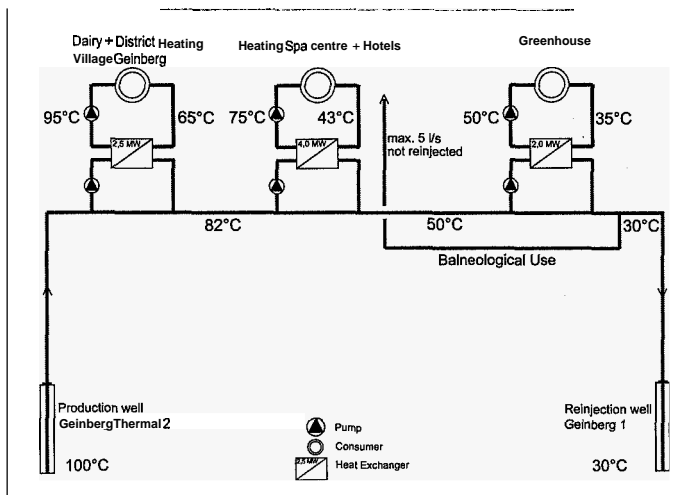 Dairy + District Heating
Village Geinberg
Heating Spa centre + Hotels
Greenhouse
95°C
65°C
75°C
43°C
50°C
35°C
2,5 MW
4,0 MW
2,0 MW
max. 5 l/s
not reinjected
82°C
50°C
30°C
Balneological Use
Production well
Geinberg Thermal 2
100°C
Pump
Consumer
2,5 MW
Heat Exchanger
Reinjection well
Geinberg 1
30°C